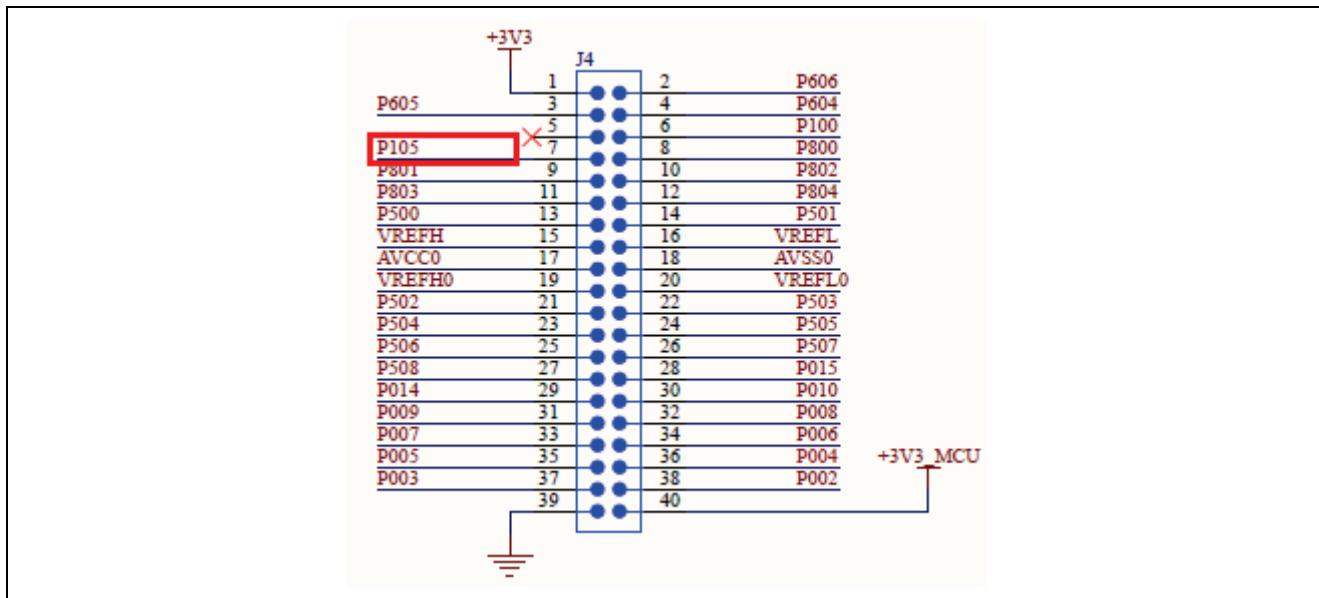 +3V3
J4
1 2 P606
P605 3 4 P604
5 6 P100
P105 7 8 P800
P801 9 10 P802
P803 11 12 P804
P500 13 14 P501
VREFH 15 16 VREFL
AVCC0 17 18 AVSS0
VREFH0 19 20 VREFL0
P502 21 22 P503
P504 23 24 P505
P506 25 26 P507
P508 27 28 P015
P014 29 30 P010
P009 31 32 P008
P007 33 34 P006
P005 35 36 P004 +3V3_MCU
P003 37 38 P002
39 40